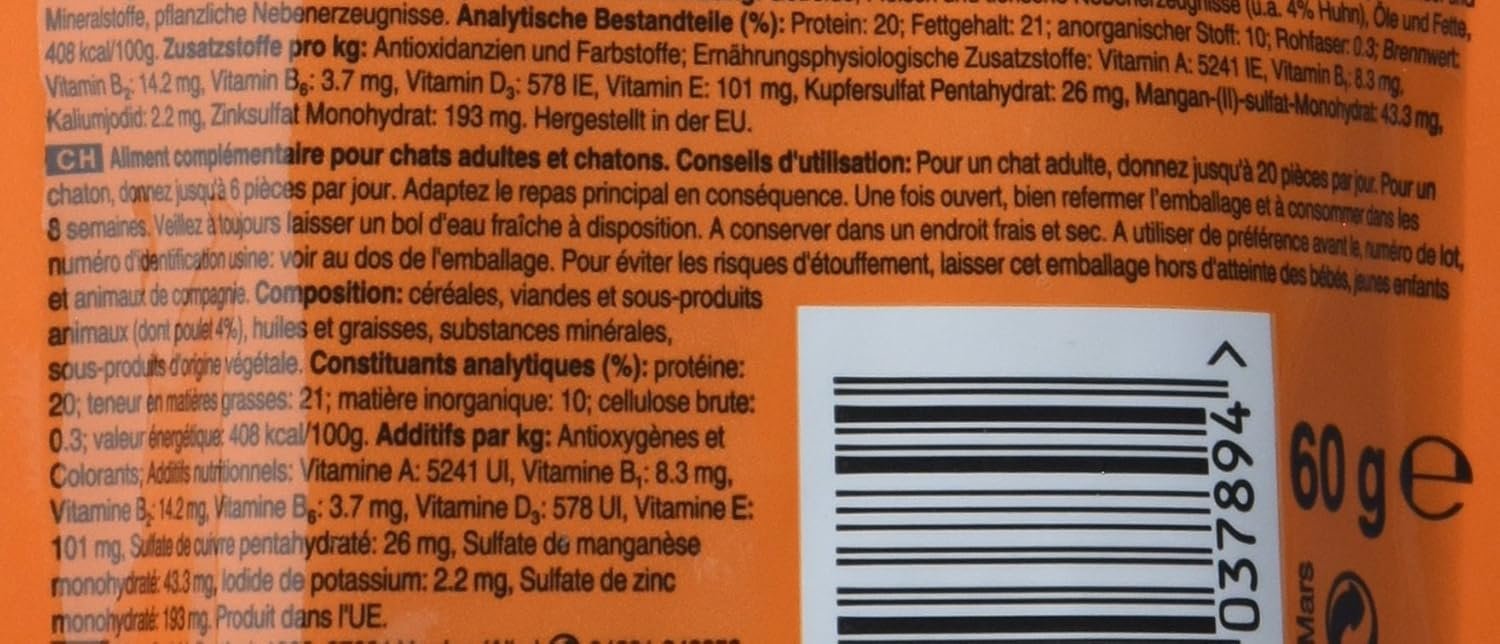 Nebenerzeugnisse (u.a. 4% Huhn), Öle und Fette,
Mineralstoffe, pflanzliche Nebenerzeugnisse. Analytische Bestandteile (%): Protein: 20; Fettgehalt: 21; anorganischer Stoff: 10; Rohfaser: 0.3; Brennwert:
408 kcal/100g. Zusatzstoffe pro kg: Antioxidanzien und Farbstoffe; Ernährungsphysiologische Zusatzstoffe: Vitamin A: 5241 IE, Vitamin B₁: 8.3 mg,
Vitamin B₂: 14.2 mg, Vitamin B₆: 3.7 mg, Vitamin D₃: 578 IE, Vitamin E: 101 mg, Kupfersulfat Pentahydrat: 26 mg, Mangan-(II)-sulfat-Monohydrat: 43.3 mg,
Kaliumjodid: 2.2 mg, Zinksulfat Monohydrat: 193 mg. Hergestellt in der EU.
CH Aliment complémentaire pour chats adultes et chatons. Conseils d'utilisation: Pour un chat adulte, donnez jusqu'à 20 pièces par jour. Pour un
chaton, donnez jusqu'à 6 pièces par jour. Adaptez le repas principal en conséquence. Une fois ouvert, bien refermer l'emballage et à consommer dans les
8 semaines. Veillez à toujours laisser un bol d'eau fraîche à disposition. A conserver dans un endroit frais et sec. A utiliser de préférence avant le, numéro de lot,
numéro d'identification usine: voir au dos de l'emballage. Pour éviter les risques d'étouffement, laisser cet emballage hors d'atteinte des bébés, jeunes enfants
et animaux de compagnie. Composition: céréales, viandes et sous-produits
animaux (dont poulet 4%), huiles et graisses, substances minérales,
sous-produits d'origine végétale. Constituants analytiques (%): protéine:
20; teneur en matières grasses: 21; matière inorganique: 10; cellulose brute:
0.3; valeur énergétique: 408 kcal/100g. Additifs par kg: Antioxygènes et
Colorants; Additifs nutritionnels: Vitamine A: 5241 UI, Vitamine B₁: 8.3 mg,
Vitamine B₂: 14.2 mg, Vitamine B₆: 3.7 mg, Vitamine D₃: 578 UI, Vitamine E:
101 mg, Sulfate de cuivre pentahydraté: 26 mg, Sulfate de manganèse
monohydraté: 43.3 mg, Iodide de potassium: 2.2 mg, Sulfate de zinc
monohydraté: 193 mg. Produit dans l'UE.
037894 >
60 g e
Mars